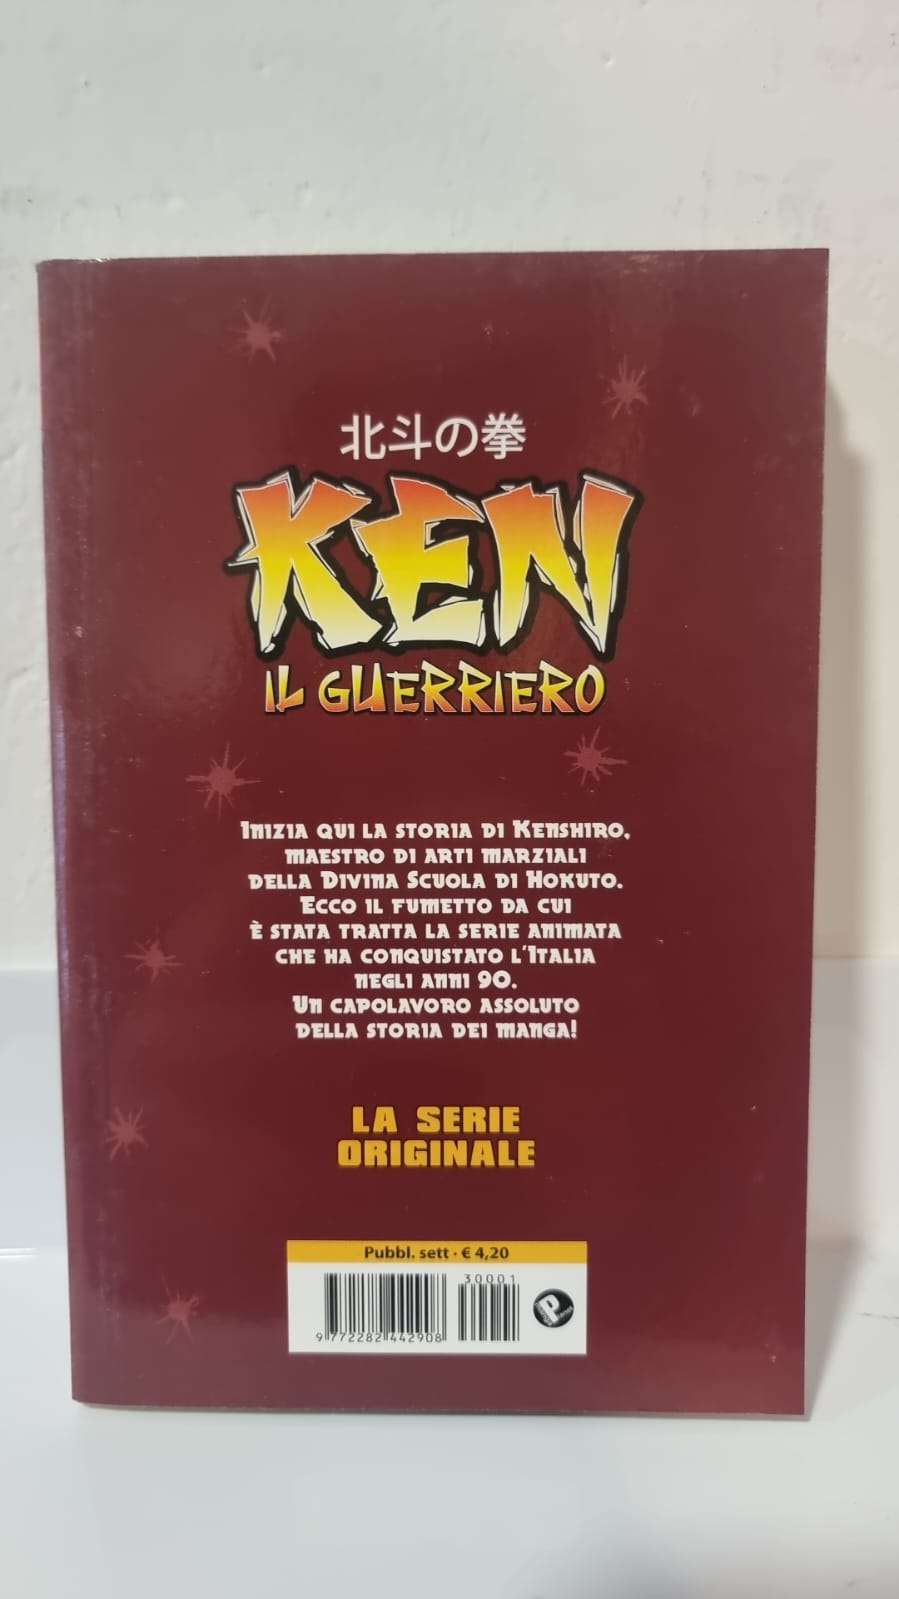 北斗の拳
KEN
IL GUERRIERO
INIZIA QUI LA STORIA DI KENSHIRO,
MAESTRO DI ARTI MARZIALI
DELLA DIVINA SCUOLA DI HOKUTO.
ECCO IL FUMETTO DA CUI
È STATA TRATTA LA SERIE ANIMATA
CHE HA CONQUISTATO L'ITALIA
NEGLI ANNI 90.
UN CAPOLAVORO ASSOLUTO
DELLA STORIA DEI MANGA!
LA SERIE
ORIGINALE
Pubbl. sett · € 4,20
30001
9 772282 442908
P